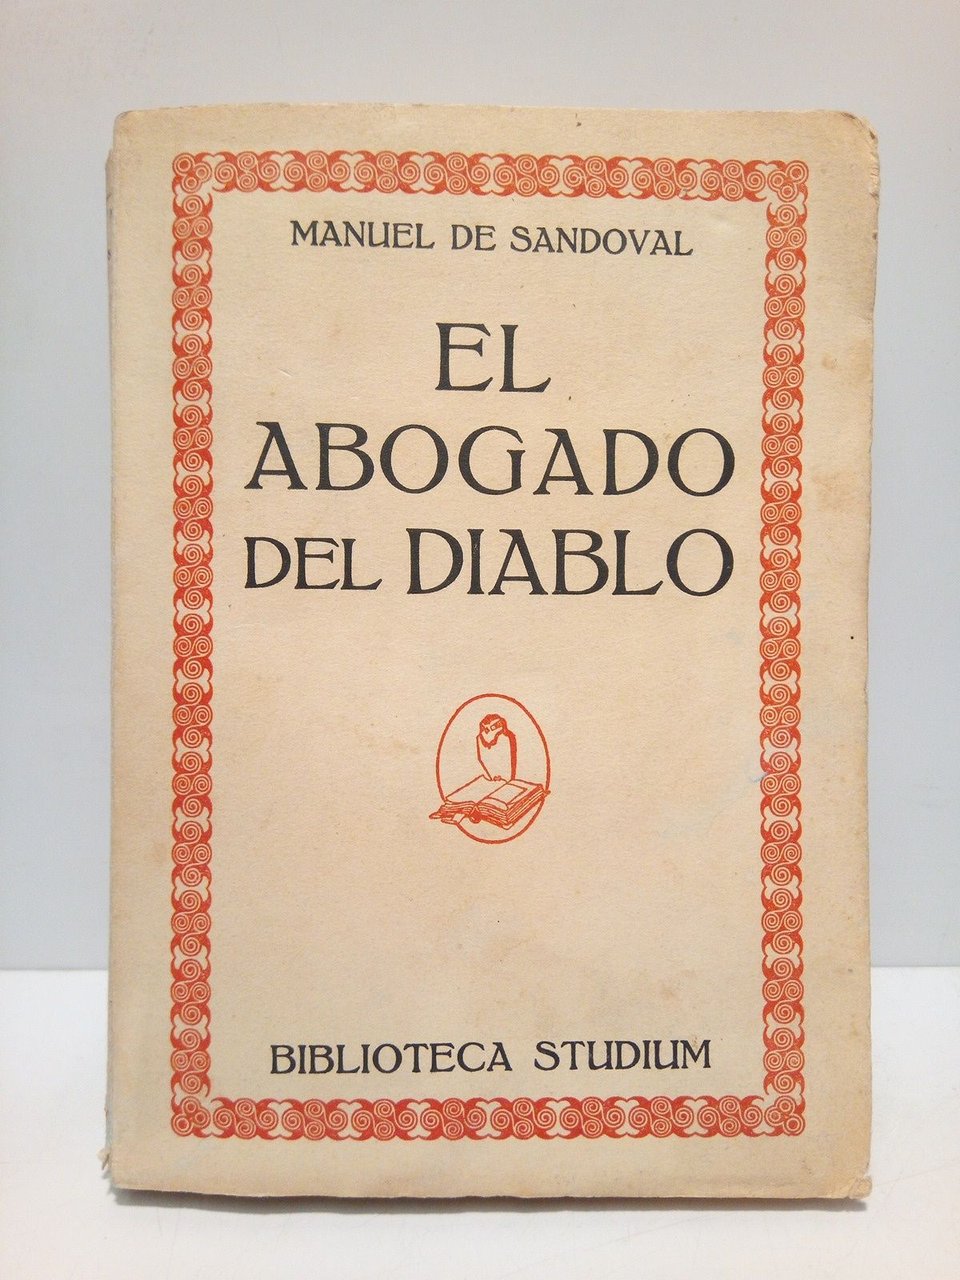 MANUEL DE SANDOVAL
EL
ABOGADO
DEL DIABLO
BIBLIOTECA STUDIUM